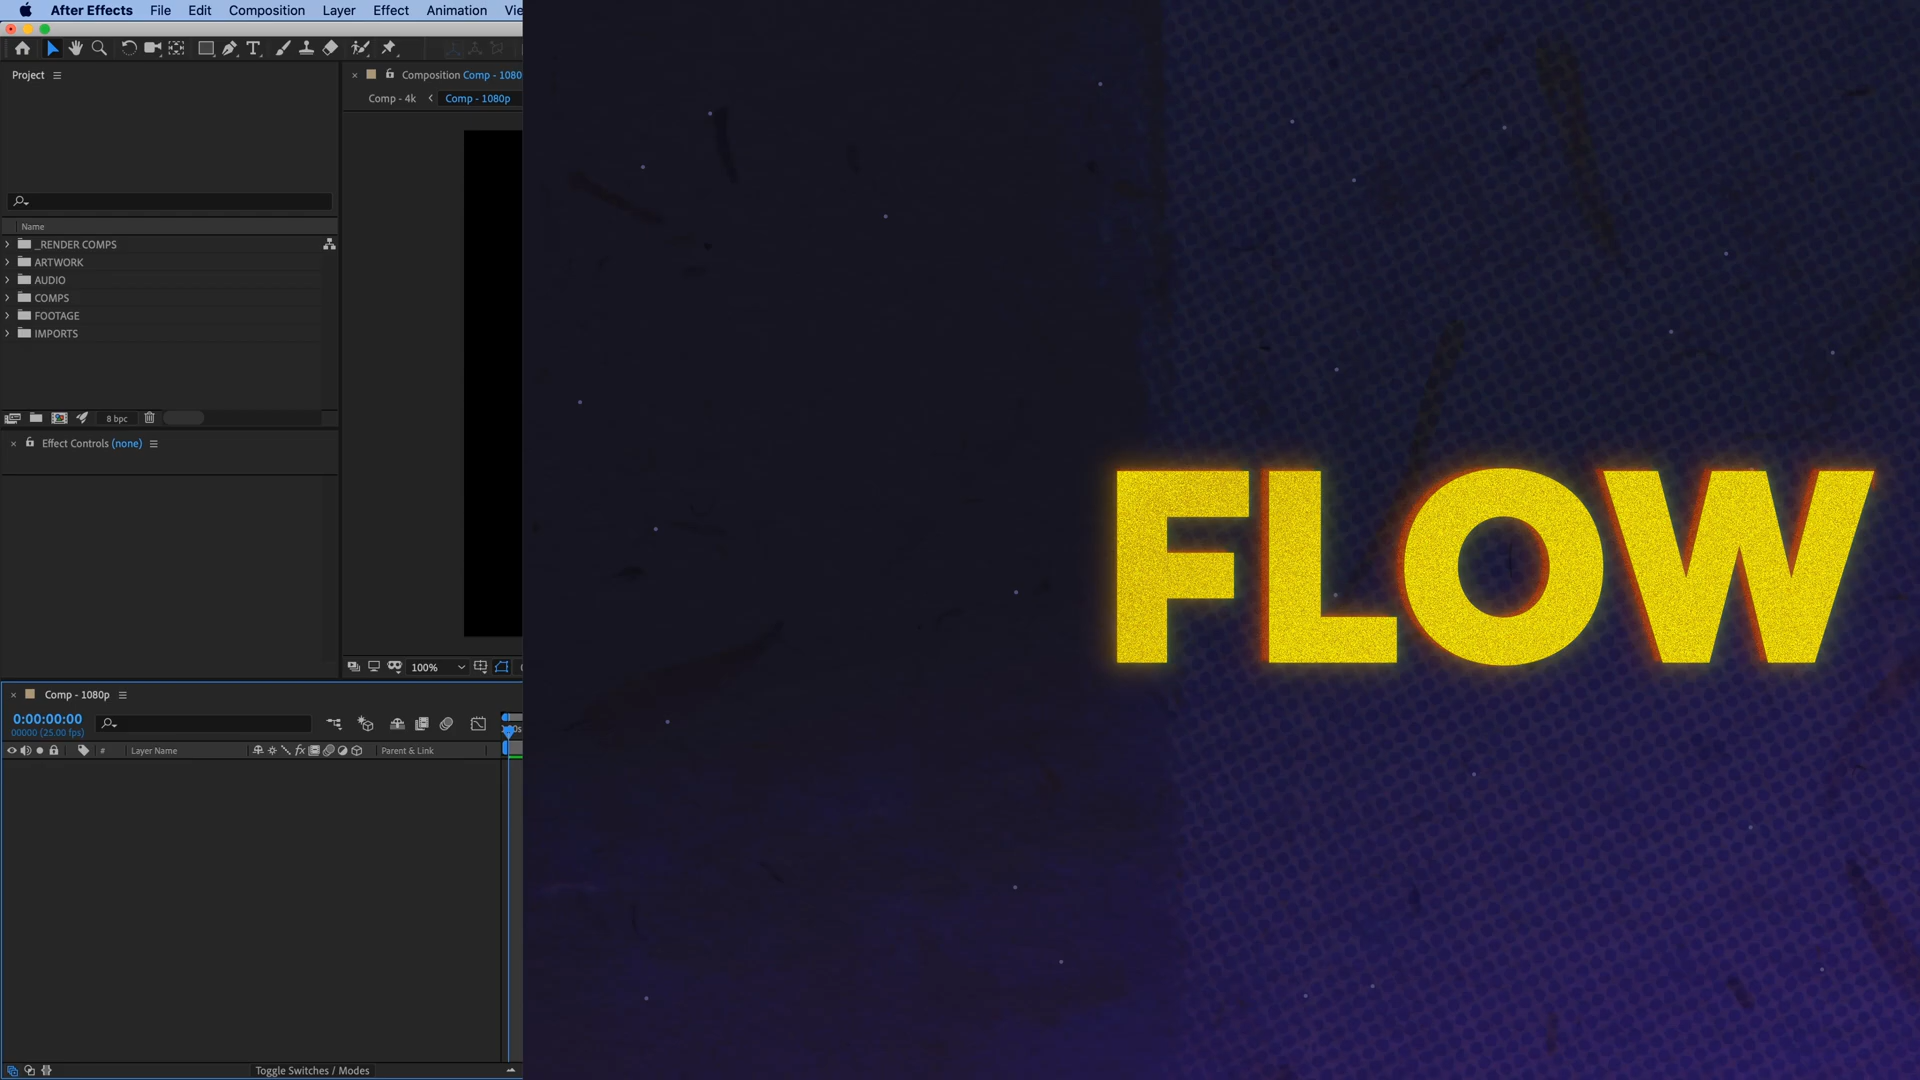 After Effects File Edit Composition Layer Effect Animation
Project
Composition Comp - 1080
Comp - 4k Comp - 1080p
Name
_RENDER COMPS
ARTWORK
AUDIO
COMPS
FOOTAGE
IMPORTS
8 bpc
Effect Controls (none)
100%
Comp - 1080p
0:00:00:00
00000 (25.00 fps)
# Layer Name fx Parent & Link
Toggle Switches / Modes
FLOW